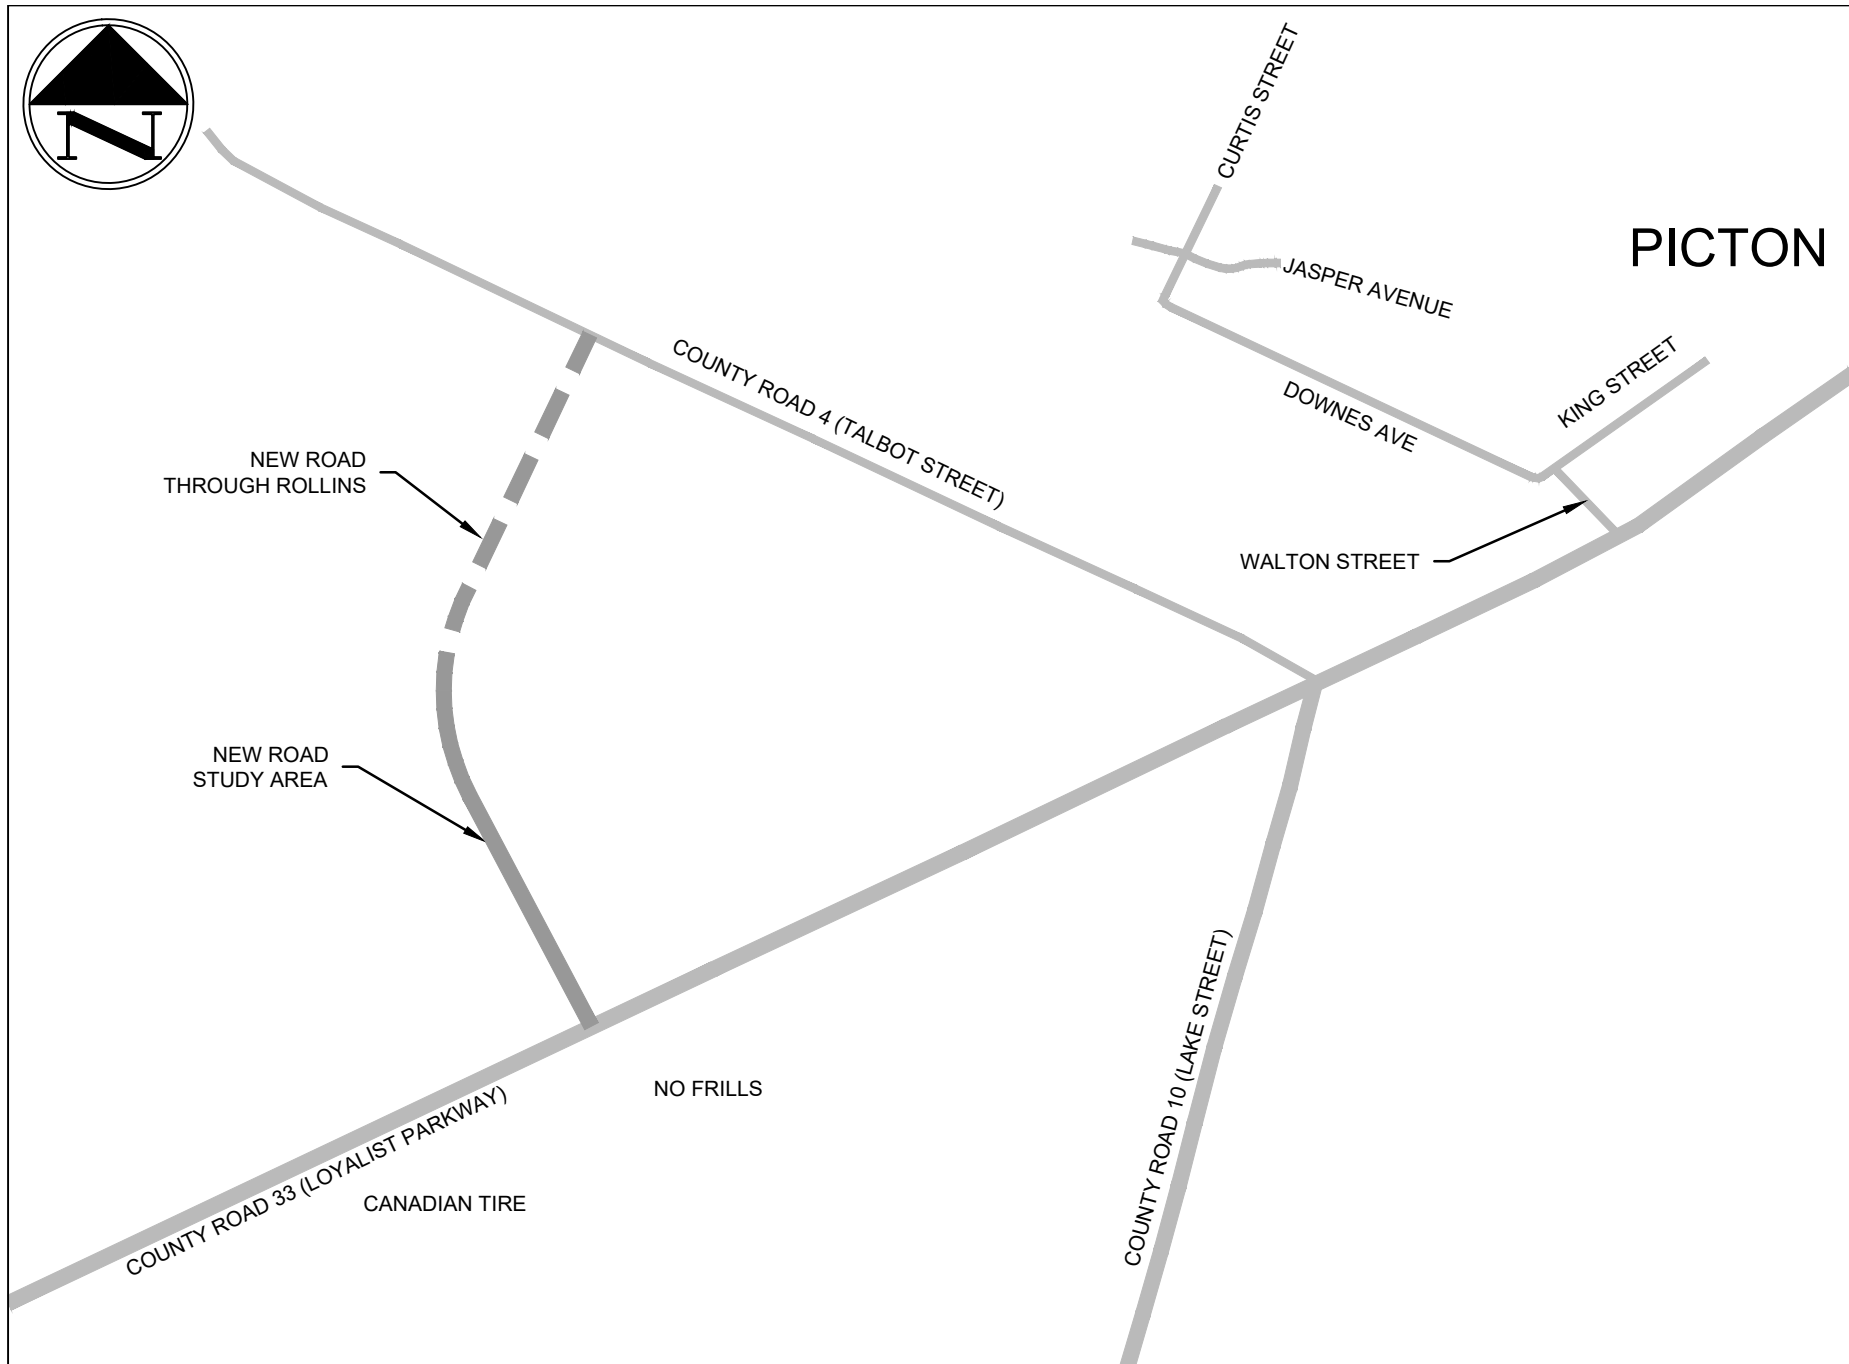 N
CURTIS STREET
PICTON
JASPER AVENUE
KING STREET
DOWNES AVE
COUNTY ROAD 4 (TALBOT STREET)
NEW ROAD
THROUGH ROLLINS
WALTON STREET
NEW ROAD
STUDY AREA
COUNTY ROAD 10 (LAKE STREET)
NO FRILLS
COUNTY ROAD 33 (LOYALIST PARKWAY)
CANADIAN TIRE